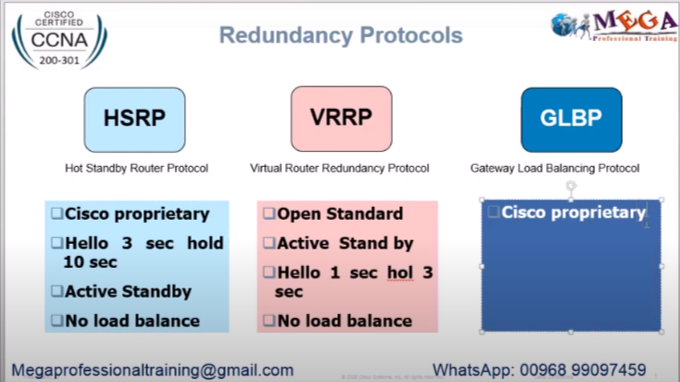 CISCO
CERTIFIED
CCNA
200-301
Redundancy Protocols
MEGA
Professional Training
HSRP
VRRP
GLBP
Hot Standby Router Protocol
Virtual Router Redundancy Protocol
Gateway Load Balancing Protocol
Cisco proprietary
Hello 3 sec hold
10 sec
Active Standby
No load balance
Open Standard
Active Stand by
Hello 1 sec hol 3
sec
No load balance
Cisco proprietary
Megaprofessionaltraining@gmail.com
WhatsApp: 00968 99097459